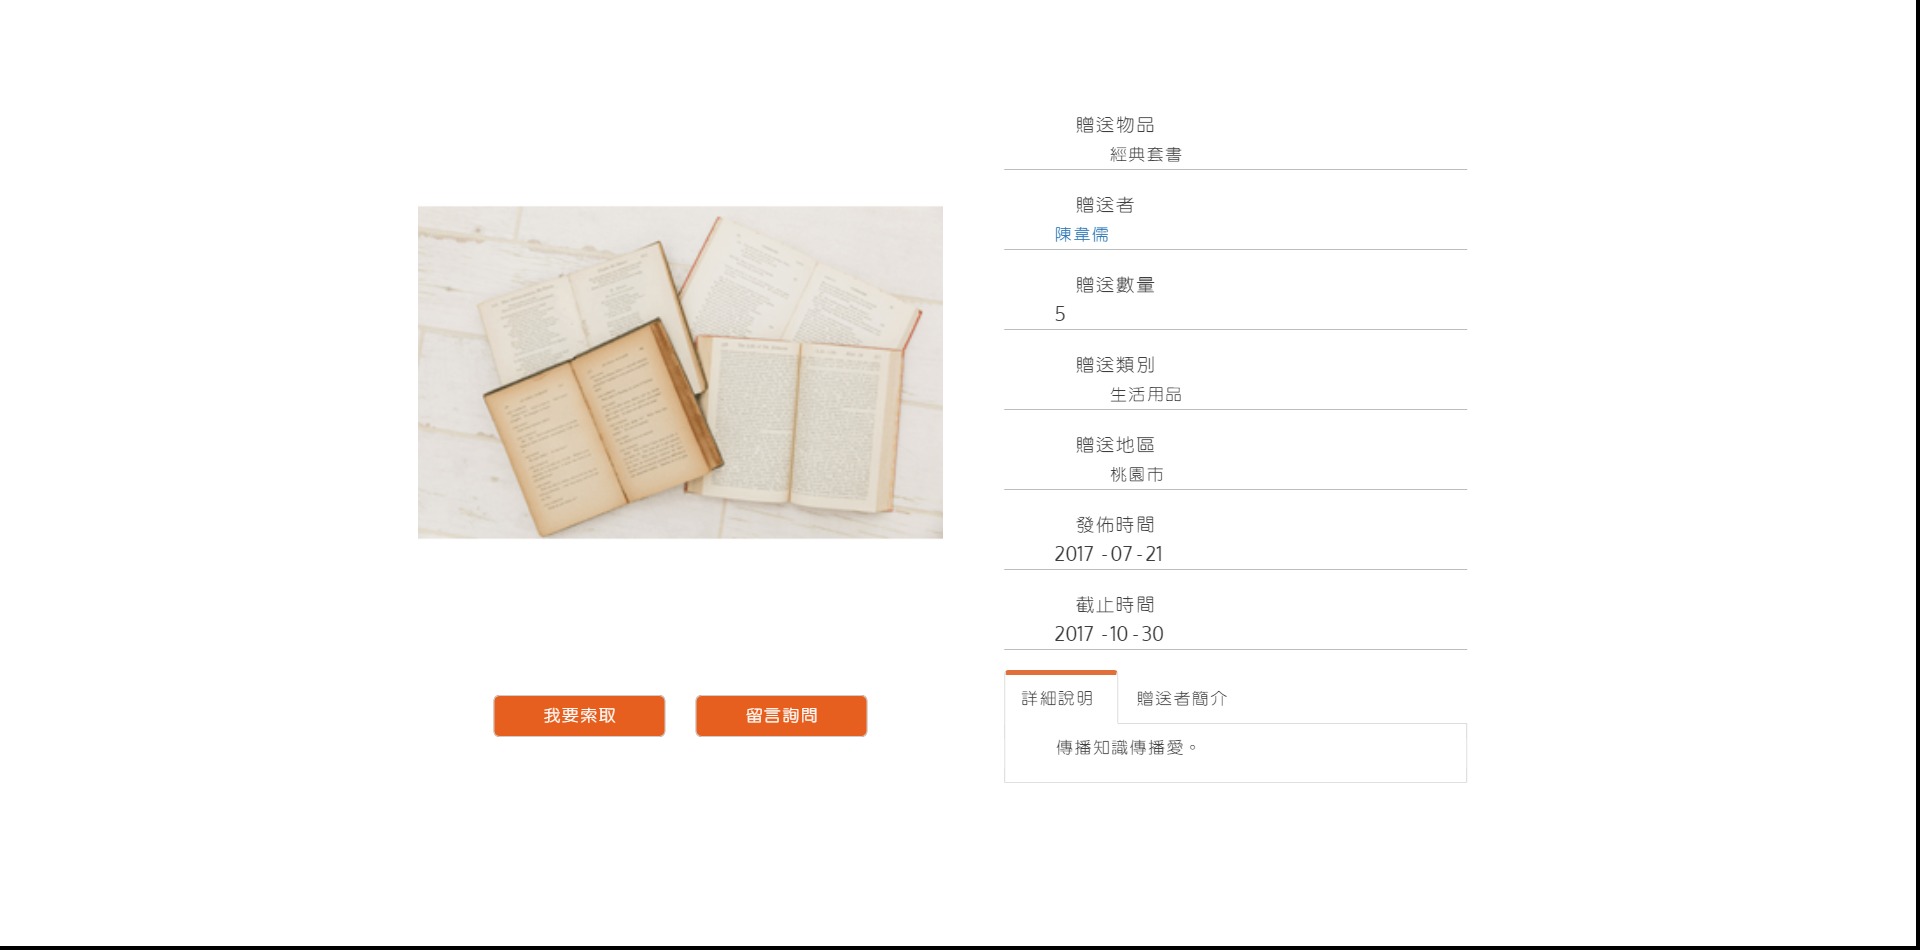 贈送物品
經典套書
贈送者
陳韋儒
贈送數量
5
贈送類別
生活用品
贈送地區
桃園市
發佈時間
2017 -07-21
截止時間
2017 -10-30
我要索取
留言詢問
詳細說明
贈送者簡介
傳播知識傳播愛。